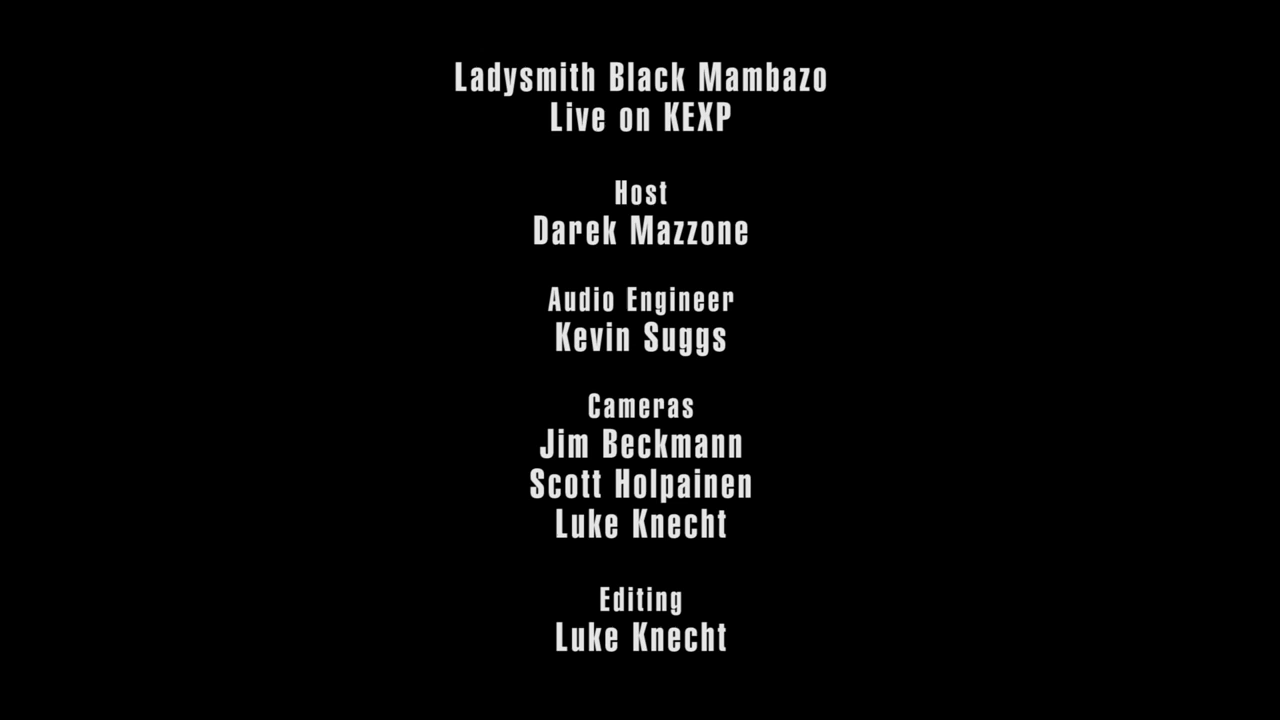 Ladysmith Black Mambazo
Live on KEXP
Host
Darek Mazzone
Audio Engineer
Kevin Suggs
Cameras
Jim Beckmann
Scott Holpainen
Luke Knecht
Editing
Luke Knecht